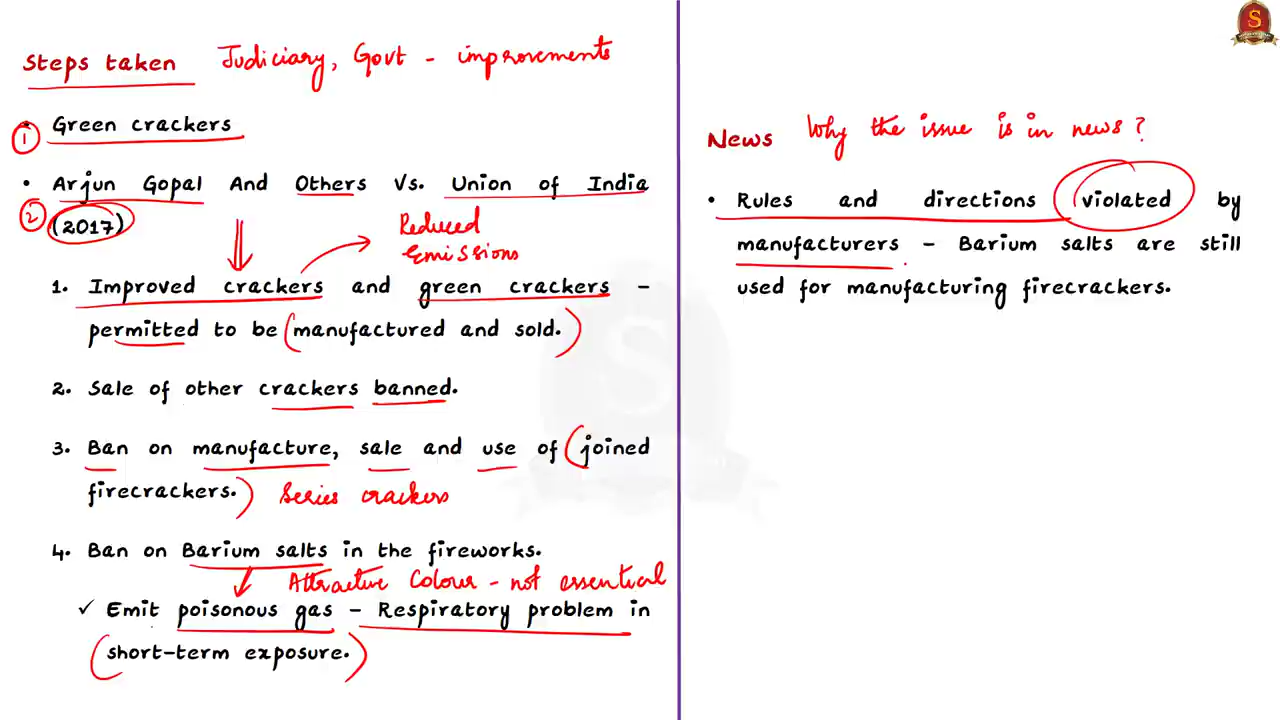 Steps taken Judiciary, Govt - improvements
1 Green crackers
• Arjun Gopal And Others Vs. Union of India
2 (2017) Reduced
Emissions
1. Improved crackers and green crackers -
permitted to be (manufactured and sold.)
2. Sale of other crackers banned.
3. Ban on manufacture, sale and use of (joined
firecrackers.) Series crackers
4. Ban on Barium salts in the fireworks.
Attractive Colour - not essential
✓ Emit poisonous gas - Respiratory problem in
(short-term exposure.)
News Why the issue is in news?
• Rules and directions violated by
manufacturers - Barium salts are still
used for manufacturing firecrackers.
S
S